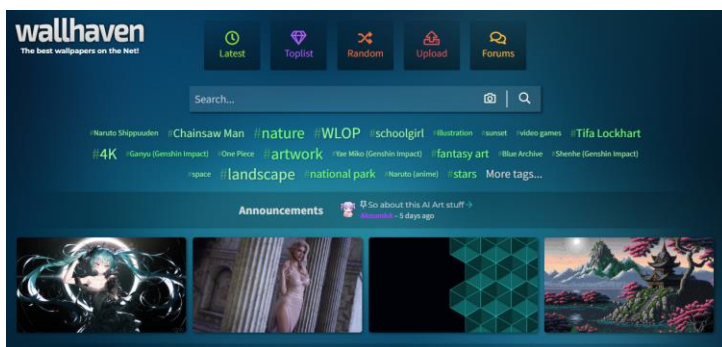 wallhaven
The best wallpapers on the Net!
Latest
Toplist
Random
Upload
Forums
Search...
#Naruto Shippuuden #Chainsaw Man #nature #WLOP #schoolgirl #illustration #sunset #video games #Tifa Lockhart
#4K #Ganyu (Genshin Impact) #One Piece #artwork #Yae Miko (Genshin Impact) #fantasy art #Blue Archive #Shenhe (Genshin Impact)
#space #landscape #national park #Naruto (anime) #stars More tags...
Announcements
So about this AI Art stuff
– 5 days ago